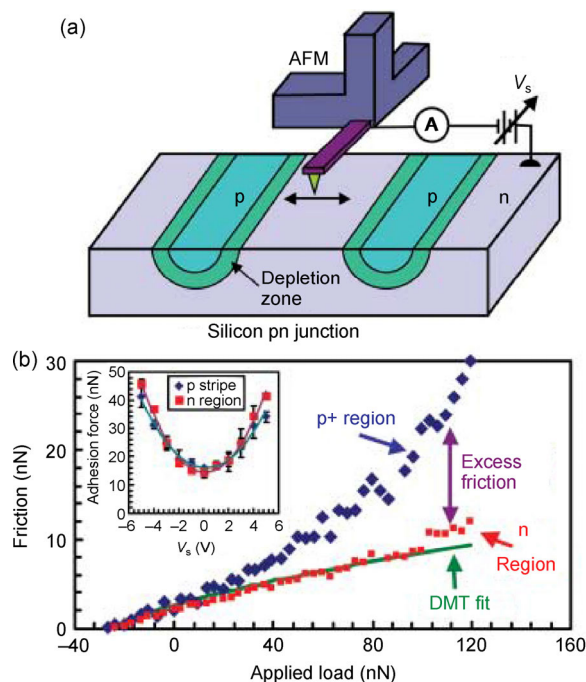 (a)
AFM
Vs
A
p
p
n
Depletion
zone
Silicon pn junction
(b)
30
20
10
0
Friction (nN)
50
40
30
20
10
0
Adhesion force (nN)
p stripe
n region
−6 −4 −2 0 2 4 6
Vs (V)
p+ region
Excess
friction
n
Region
DMT fit
−40 0 40 80 120 160
Applied load (nN)